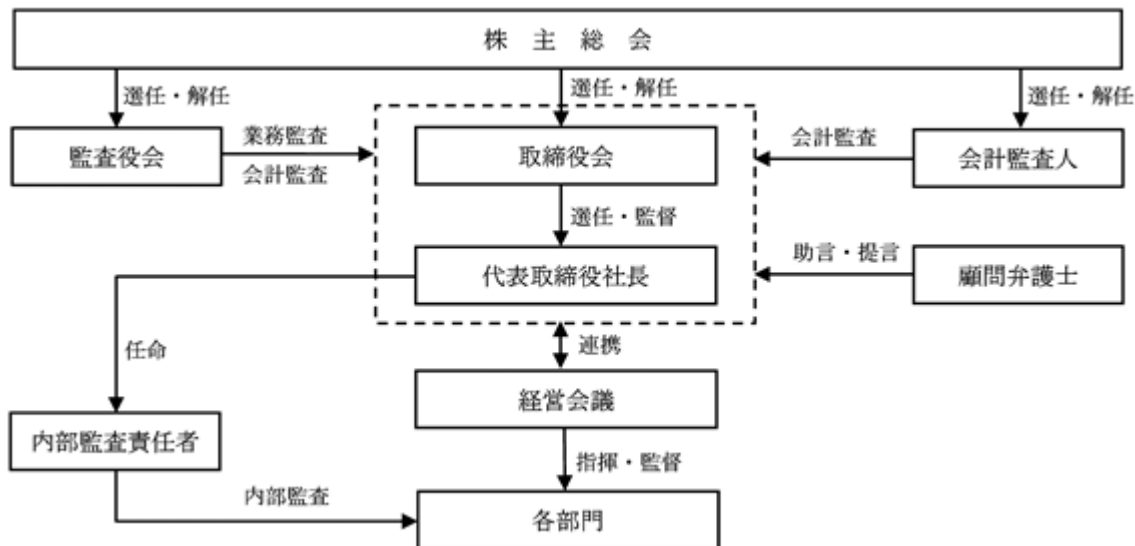 株主総会
選任・解任
選任・解任
選任・解任
監査役会
業務監査
会計監査
取締役会
会計監査
会計監査人
選任・監督
代表取締役社長
助言・提言
顧問弁護士
任命
連携
経営会議
内部監査責任者
指揮・監督
内部監査
各部門